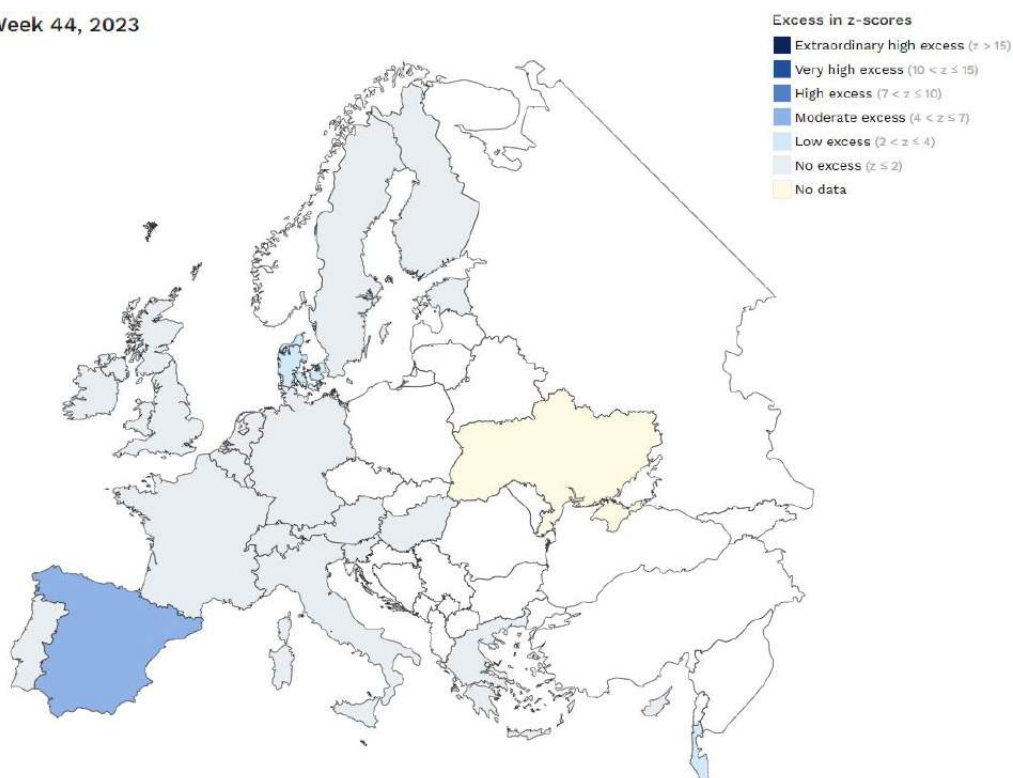 Week 44, 2023
Excess in z-scores
Extraordinary high excess (z > 15)
Very high excess (10 < z ≤ 15)
High excess (7 < z ≤ 10)
Moderate excess (4 < z ≤ 7)
Low excess (2 < z ≤ 4)
No excess (z ≤ 2)
No data